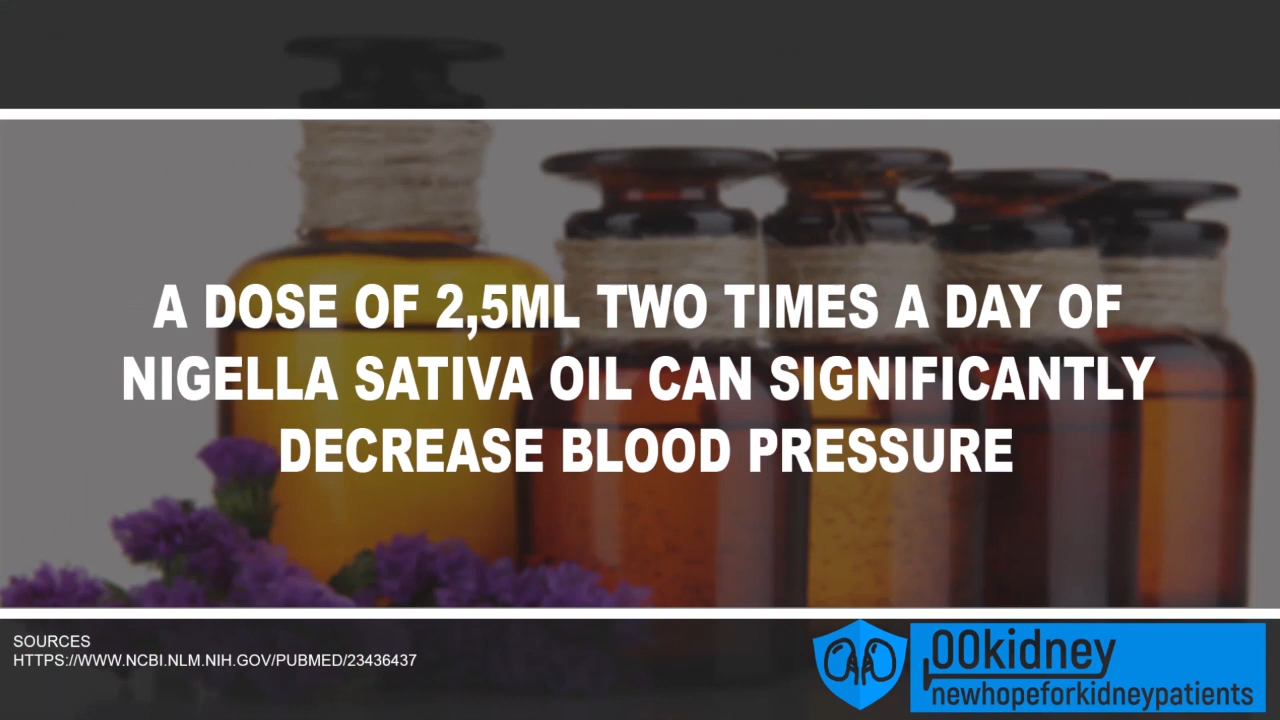 A DOSE OF 2,5ML TWO TIMES A DAY OF
NIGELLA SATIVA OIL CAN SIGNIFICANTLY
DECREASE BLOOD PRESSURE
SOURCES
HTTPS://WWW.NCBI.NLM.NIH.GOV/PUBMED/23436437
00kidney
newhopeforkidneypatients